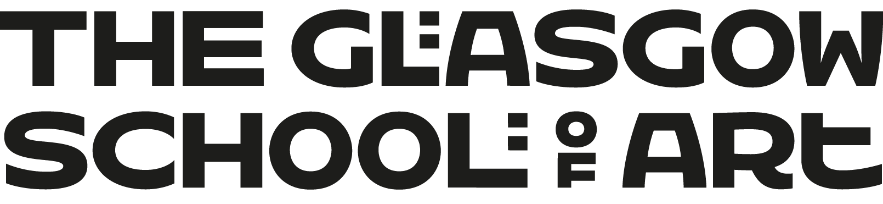 THE GLASGOW
SCHOOL OF ART